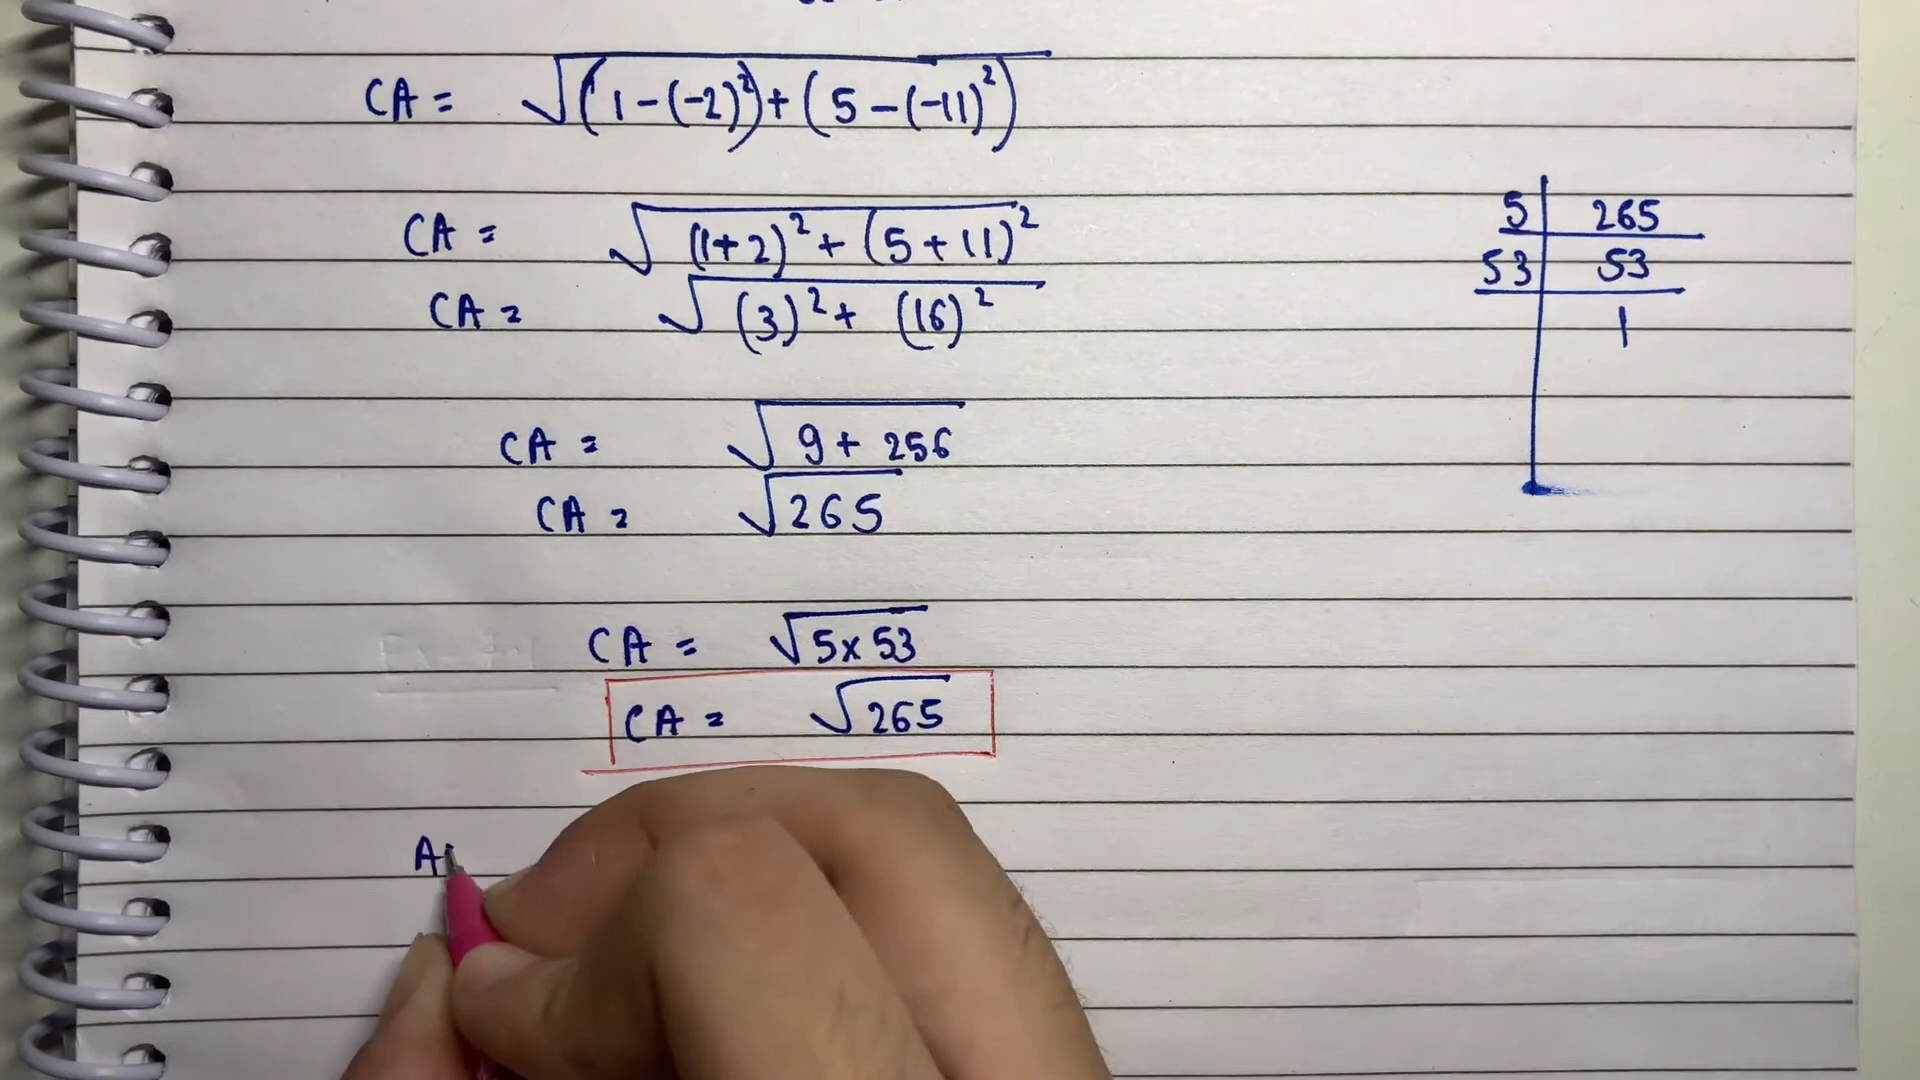 CA = √(1-(-2)²)+(5-(-11)²)
CA = √(1+2)²+(5+11)²
CA = √(3)²+ (16)²
CA = √9+ 256
CA = √265
CA = √5x53
CA = √265
A
5 | 265
53 | 53
1